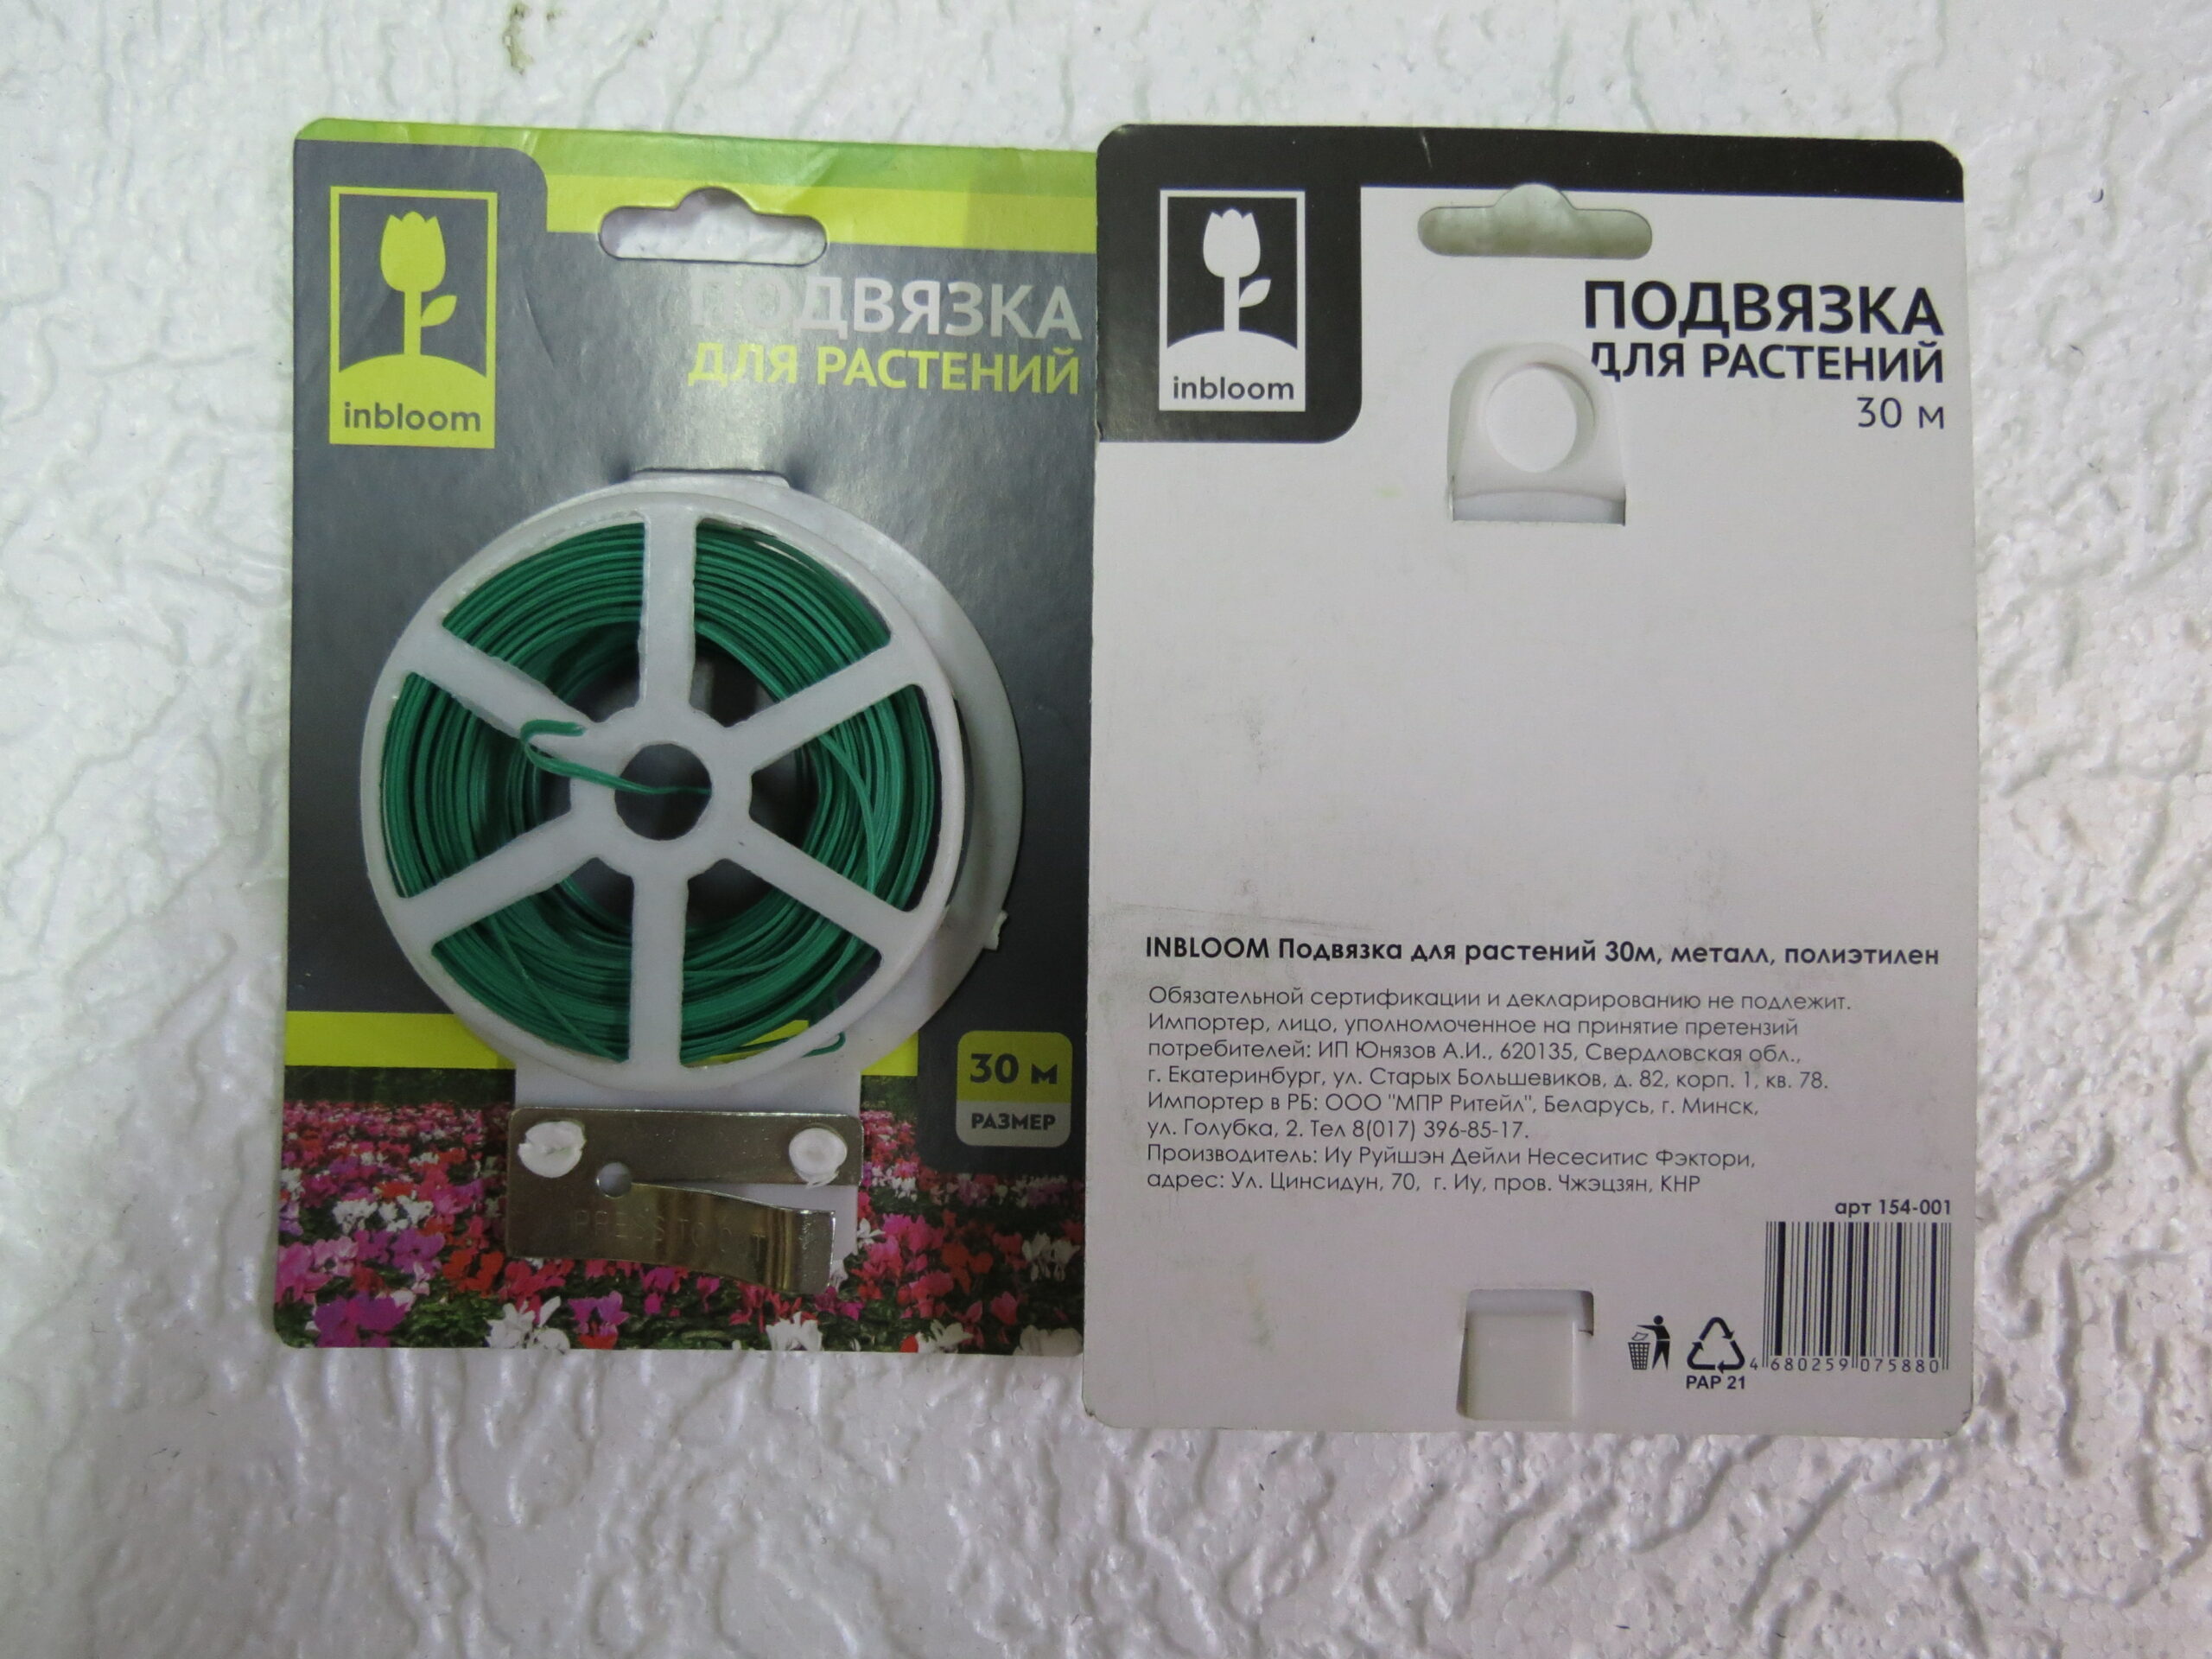 inbloom
ПОДВЯЗКА
ДЛЯ РАСТЕНИЙ
30 м
РАЗМЕР
PRESS TO CUT
inbloom
ПОДВЯЗКА
ДЛЯ РАСТЕНИЙ
30 м
INBLOOM Подвязка для растений 30м, металл, полиэтилен
Обязательной сертификации и декларированию не подлежит.
Импортер, лицо, уполномоченное на принятие претензий
потребителей: ИП Юнязов А.И., 620135, Свердловская обл.,
г. Екатеринбург, ул. Старых Большевиков, д. 82, корп. 1, кв. 78.
Импортер в РБ: ООО "МПР Ритейл", Беларусь, г. Минск,
ул. Голубка, 2. Тел 8(017) 396-85-17.
Производитель: Иу Руйшэн Дейли Несеситис Фэктори,
адрес: Ул. Цинсидун, 70, г. Иу, пров. Чжэцзян, КНР
арт 154-001
4 680259 075880
PAP 21